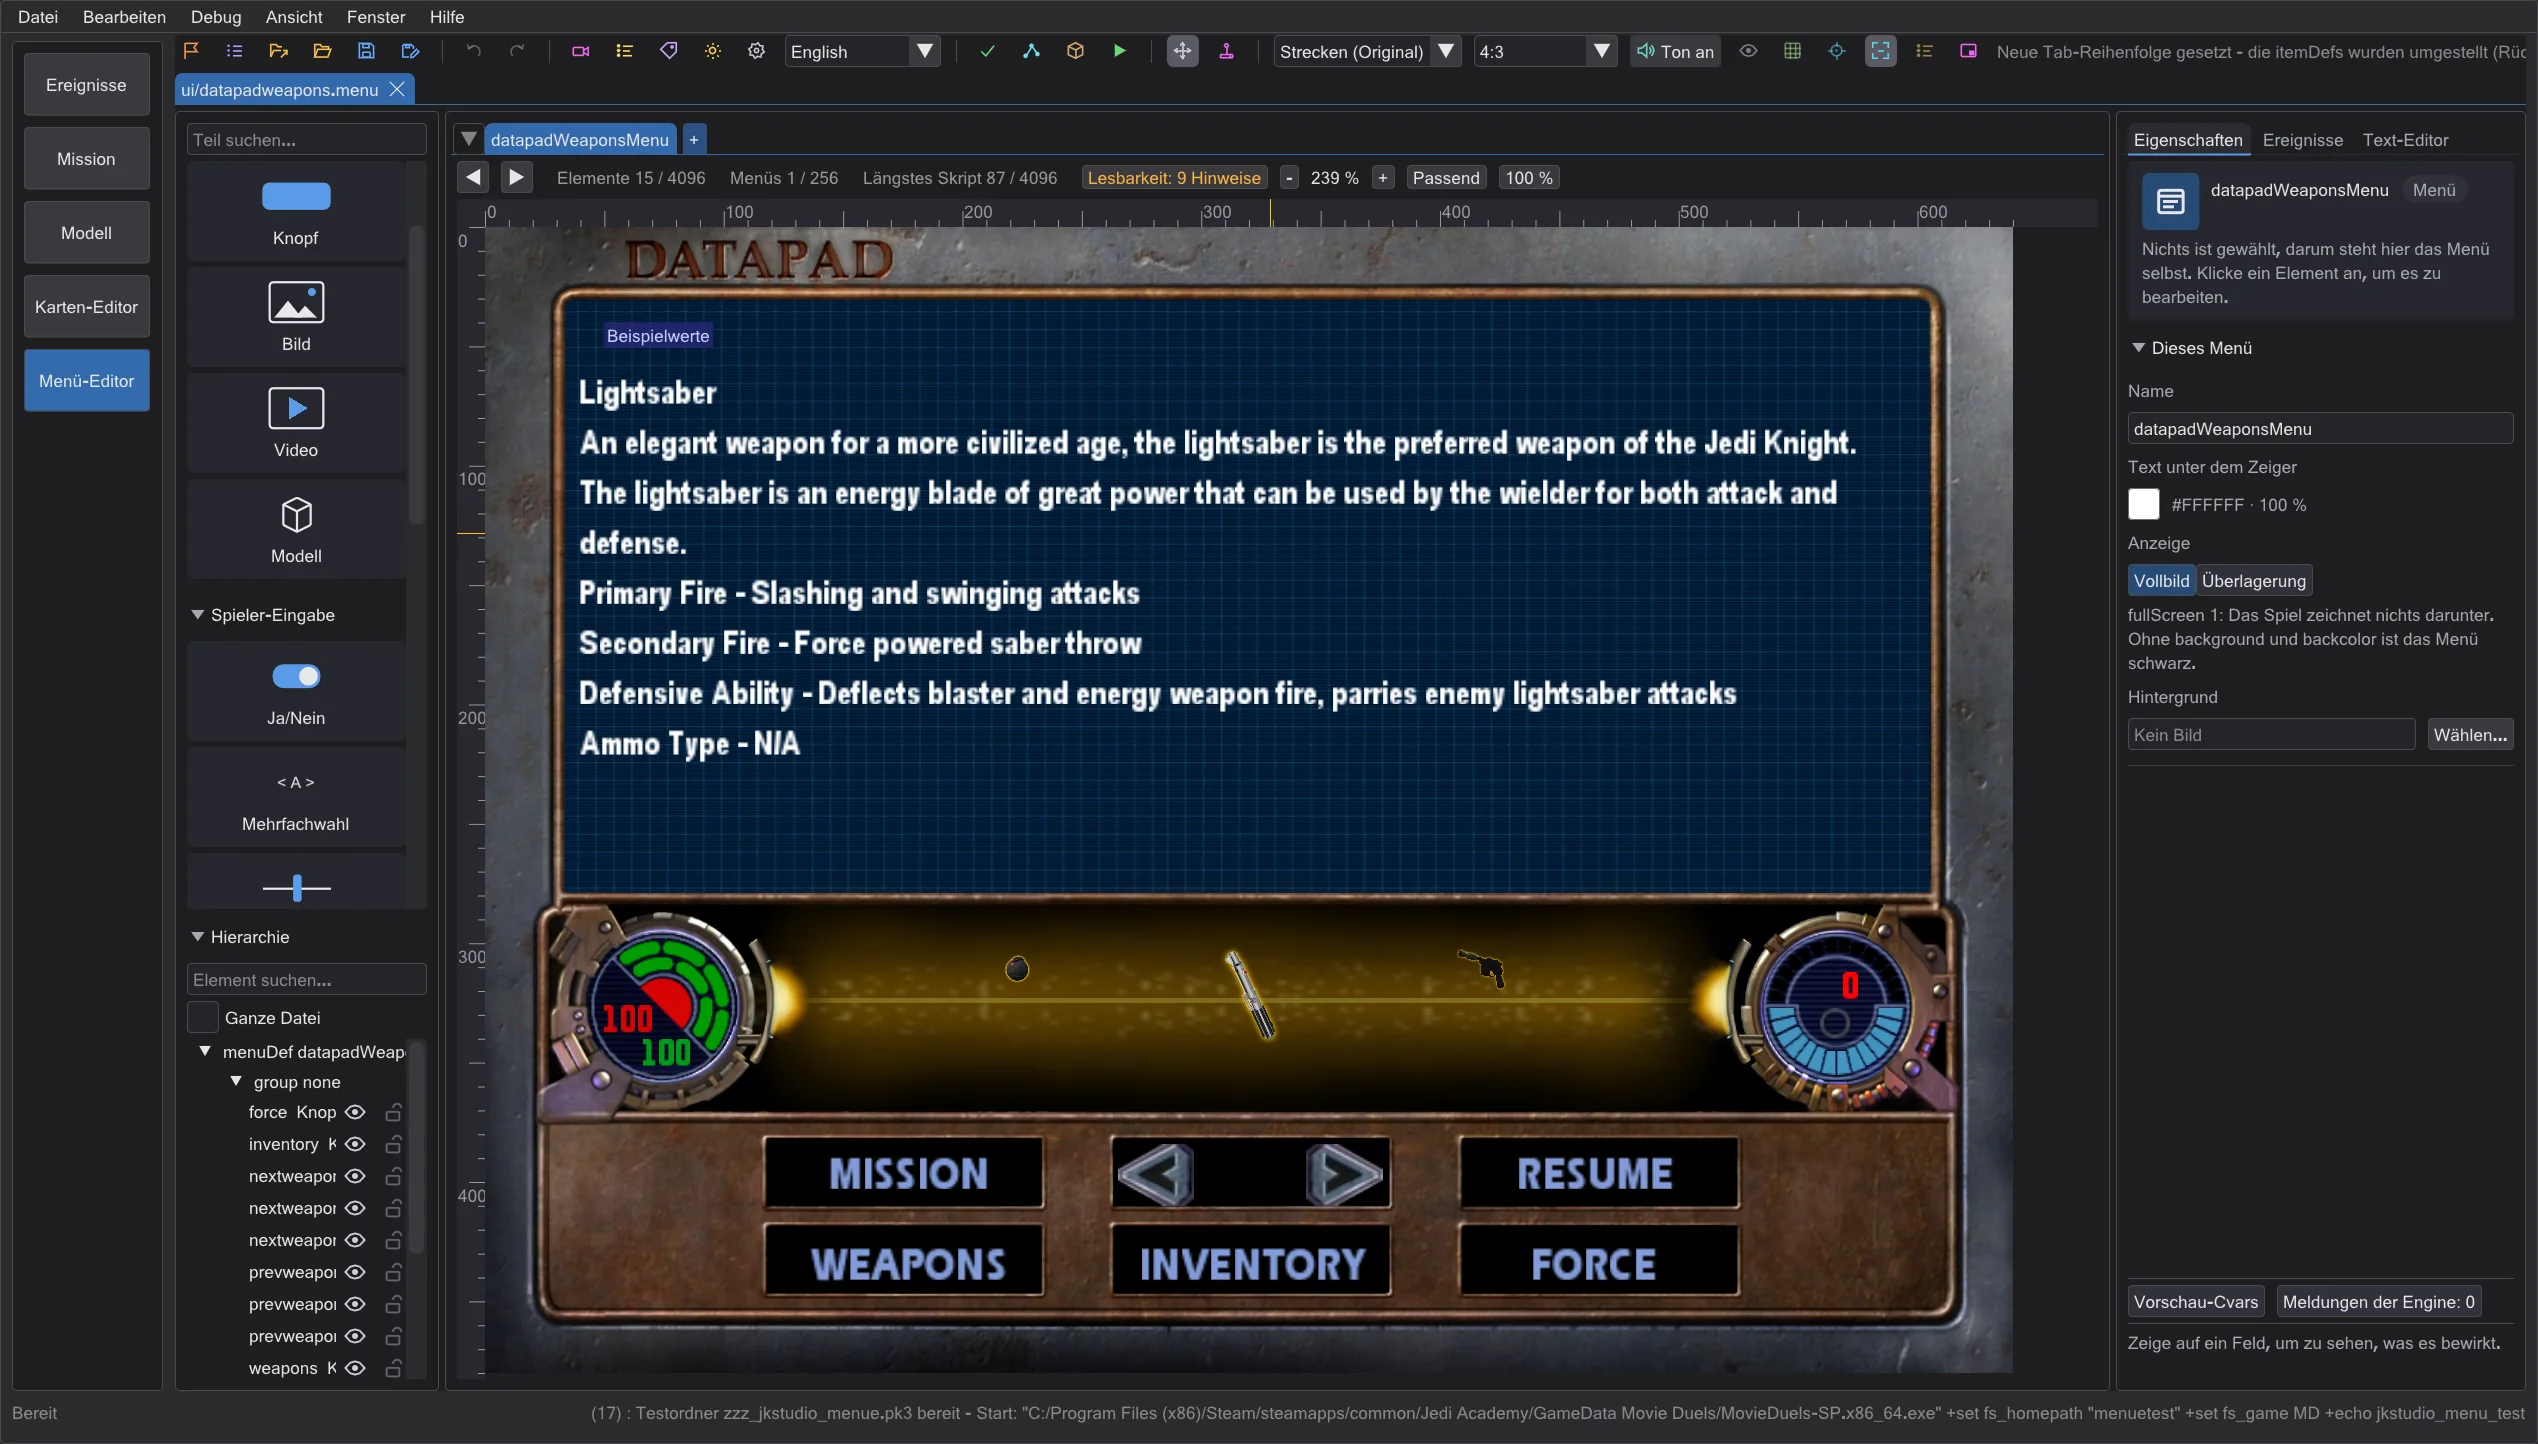 Datei Bearbeiten Debug Ansicht Fenster Hilfe
English Strecken (Original) 4:3 Ton an Neue Tab-Reihenfolge gesetzt - die itemDefs wurden umgestellt (Rüc
Ereignisse
Mission
Modell
Karten-Editor
Menü-Editor
ui/datapadweapons.menu
Teil suchen...
Knopf
Bild
Video
Modell
Spieler-Eingabe
Ja/Nein
< A >
Mehrfachwahl
Hierarchie
Element suchen...
Ganze Datei
menuDef datapadWeap
group none
force Knop
inventory K
nextweapon
nextweapon
nextweapon
prevweapon
prevweapon
prevweapon
weapons K
datapadWeaponsMenu +
Elemente 15 / 4096 Menüs 1 / 256 Längstes Skript 87 / 4096 Lesbarkeit: 9 Hinweise - 239 % + Passend 100 %
0 100 200 300 400 500 600
0
100
200
300
400
DATAPAD
Beispielwerte
Lightsaber
An elegant weapon for a more civilized age, the lightsaber is the preferred weapon of the Jedi Knight.
The lightsaber is an energy blade of great power that can be used by the wielder for both attack and
defense.
Primary Fire - Slashing and swinging attacks
Secondary Fire - Force powered saber throw
Defensive Ability - Deflects blaster and energy weapon fire, parries enemy lightsaber attacks
Ammo Type - N/A
100
100
0
MISSION RESUME
WEAPONS INVENTORY FORCE
Eigenschaften Ereignisse Text-Editor
datapadWeaponsMenu Menü
Nichts ist gewählt, darum steht hier das Menü
selbst. Klicke ein Element an, um es zu
bearbeiten.
Dieses Menü
Name
datapadWeaponsMenu
Text unter dem Zeiger
#FFFFFF · 100 %
Anzeige
Vollbild Überlagerung
fullScreen 1: Das Spiel zeichnet nichts darunter.
Ohne background und backcolor ist das Menü
schwarz.
Hintergrund
Kein Bild Wählen...
Vorschau-Cvars Meldungen der Engine: 0
Zeige auf ein Feld, um zu sehen, was es bewirkt.
Bereit (17) : Testordner zzz_jkstudio_menue.pk3 bereit - Start: "C:/Program Files (x86)/Steam/steamapps/common/Jedi Academy/GameData Movie Duels/MovieDuels-SP.x86_64.exe" +set fs_homepath "menuetest" +set fs_game MD +echo jkstudio_menu_test